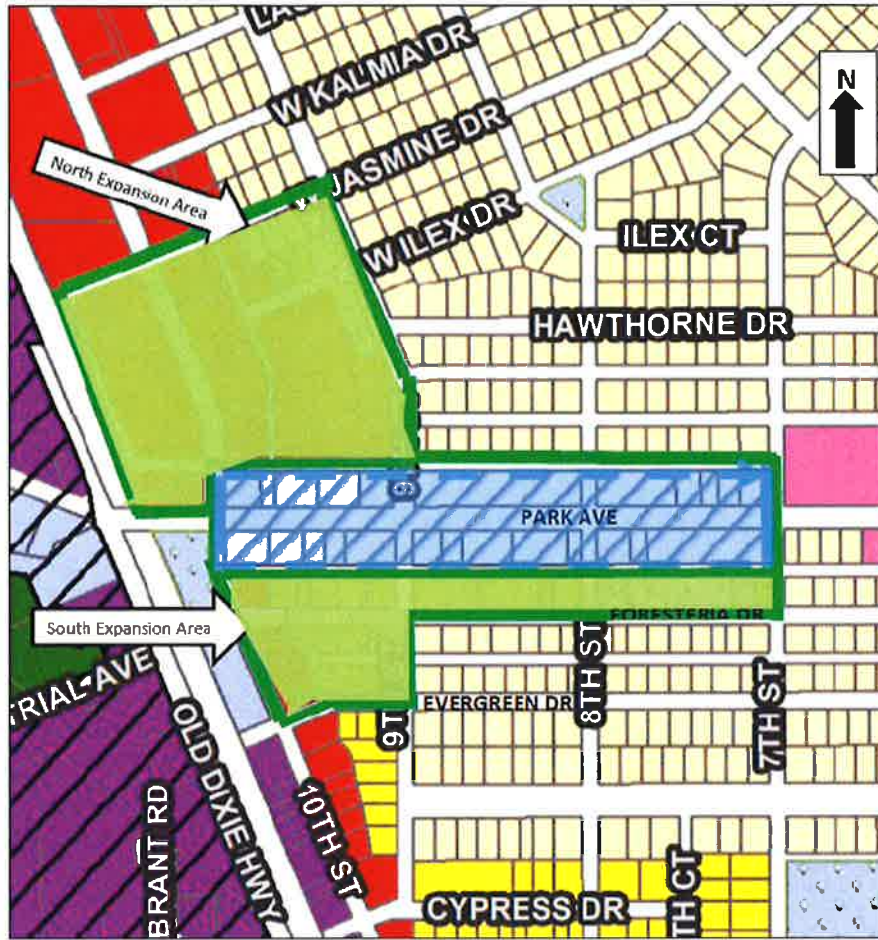 W KALMIA DR
N
W JASMINE DR
North Expansion Area
W ILEX DR
ILEX CT
HAWTHORNE DR
PARK AVE
FORESTERIA DR
South Expansion Area
8TH ST
7TH ST
EVERGREEN DR
OLD DIXIE HWY
10TH ST
BRANT RD
CYPRESS DR